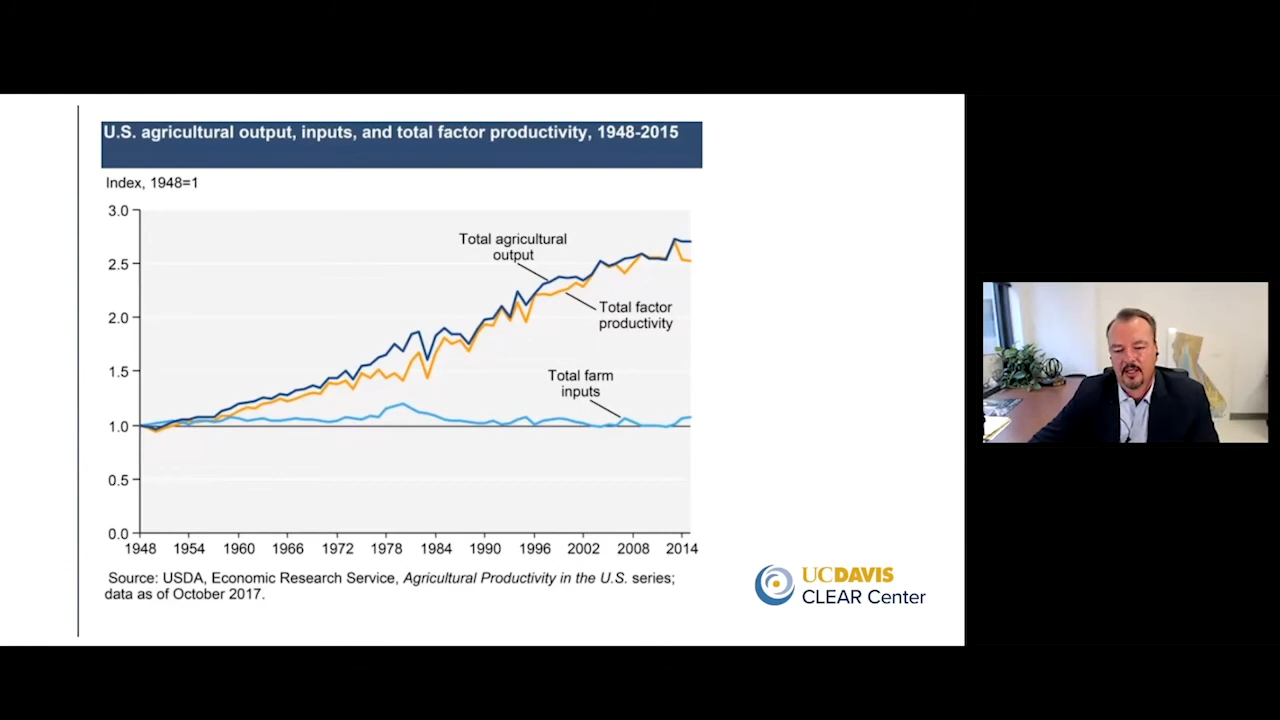 U.S. agricultural output, inputs, and total factor productivity, 1948-2015
Index, 1948=1
3.0
2.5
2.0
1.5
1.0
0.5
0.0
Total agricultural
output
Total factor
productivity
Total farm
inputs
1948 1954 1960 1966 1972 1978 1984 1990 1996 2002 2008 2014
Source: USDA, Economic Research Service, Agricultural Productivity in the U.S. series;
data as of October 2017.
UCDAVIS
CLEAR Center